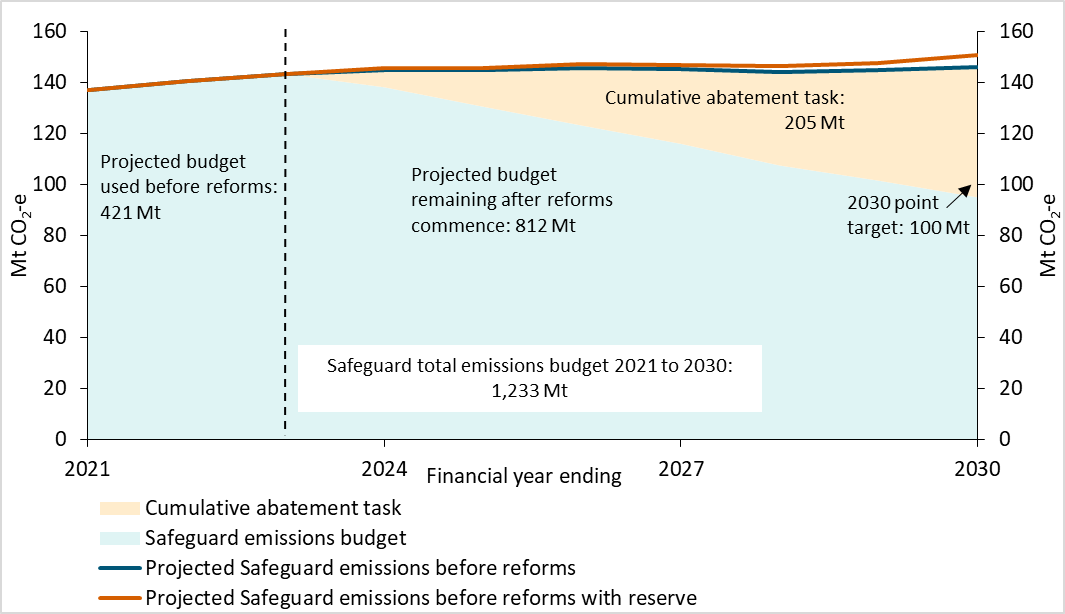 160
140
120
100
80
60
40
20
0
Mt CO₂-e
160
140
120
100
80
60
40
20
0
Mt CO₂-e
Cumulative abatement task:
205 Mt
Projected budget
used before reforms:
421 Mt
Projected budget
remaining after reforms
commence: 812 Mt
2030 point
target: 100 Mt
Safeguard total emissions budget 2021 to 2030:
1,233 Mt
2021
2024
2027
2030
Financial year ending
Cumulative abatement task
Safeguard emissions budget
Projected Safeguard emissions before reforms
Projected Safeguard emissions before reforms with reserve